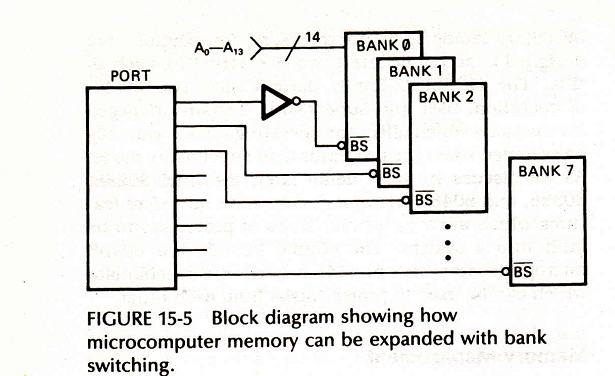 A₀–A₁₃
14
BANK 0
BANK 1
BANK 2
PORT
BS
BS
BS
BANK 7
BS
FIGURE 15-5 Block diagram showing how
microcomputer memory can be expanded with bank
switching.